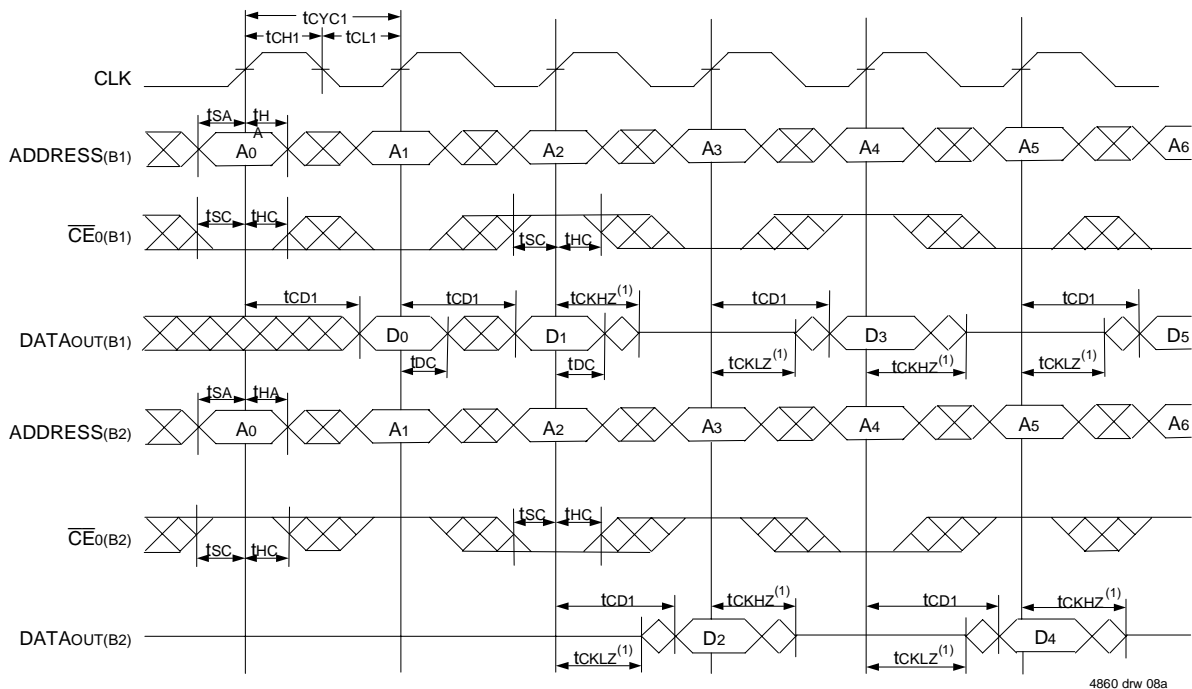 tCYC1
tCH1 tCL1
CLK
tSA tHA
ADDRESS(B1) A0 A1 A2 A3 A4 A5 A6
tSC tHC
CE0(B1)
tSC tHC
tCD1 tCD1 tCKHZ(1) tCD1 tCD1
DATAOUT(B1) D0 D1 D3 D5
tDC tDC tCKLZ(1) tCKHZ(1) tCKLZ(1)
tSA tHA
ADDRESS(B2) A0 A1 A2 A3 A4 A5 A6
tSC tHC
CE0(B2)
tSC tHC
tCD1 tCKHZ(1) tCD1 tCKHZ(1)
DATAOUT(B2) D2 D4
tCKLZ(1) tCKLZ(1)
4860 drw 08a